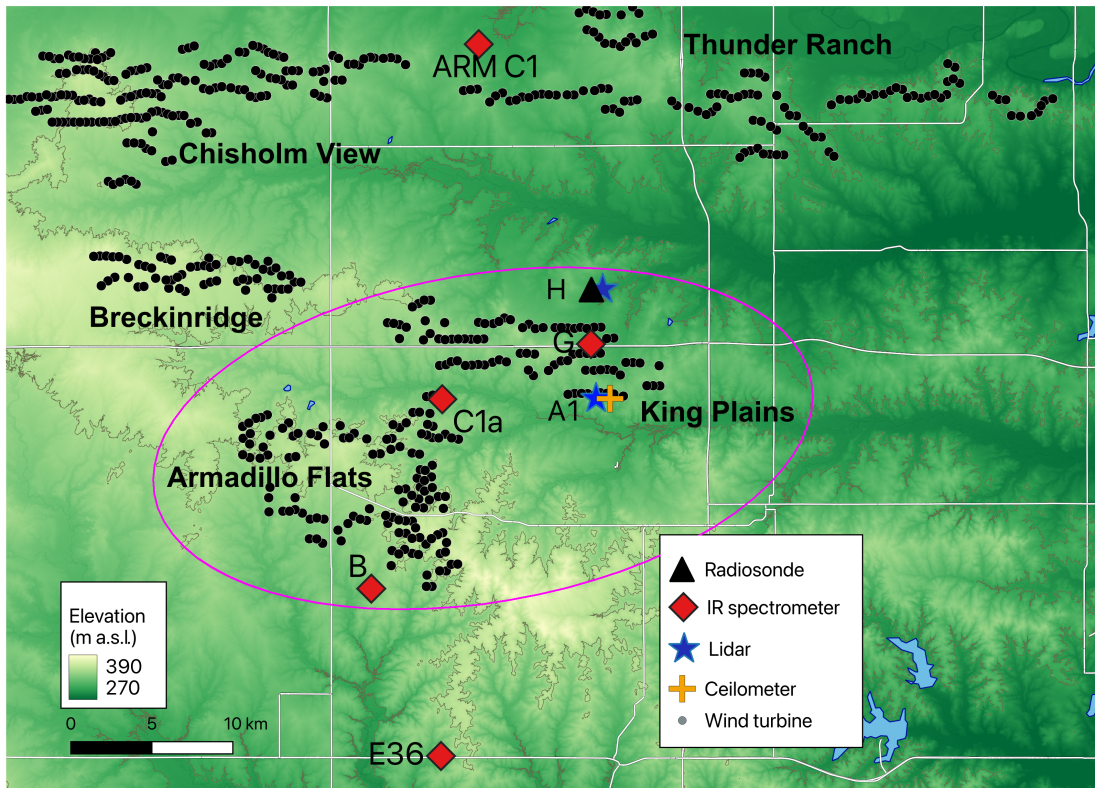 Thunder Ranch
ARM C1
Chisholm View
H
Breckinridge
G
A1
King Plains
C1a
Armadillo Flats
B
Radiosonde
IR spectrometer
Lidar
Ceilometer
Wind turbine
Elevation
(m a.s.l.)
390
270
0 5 10 km
E36